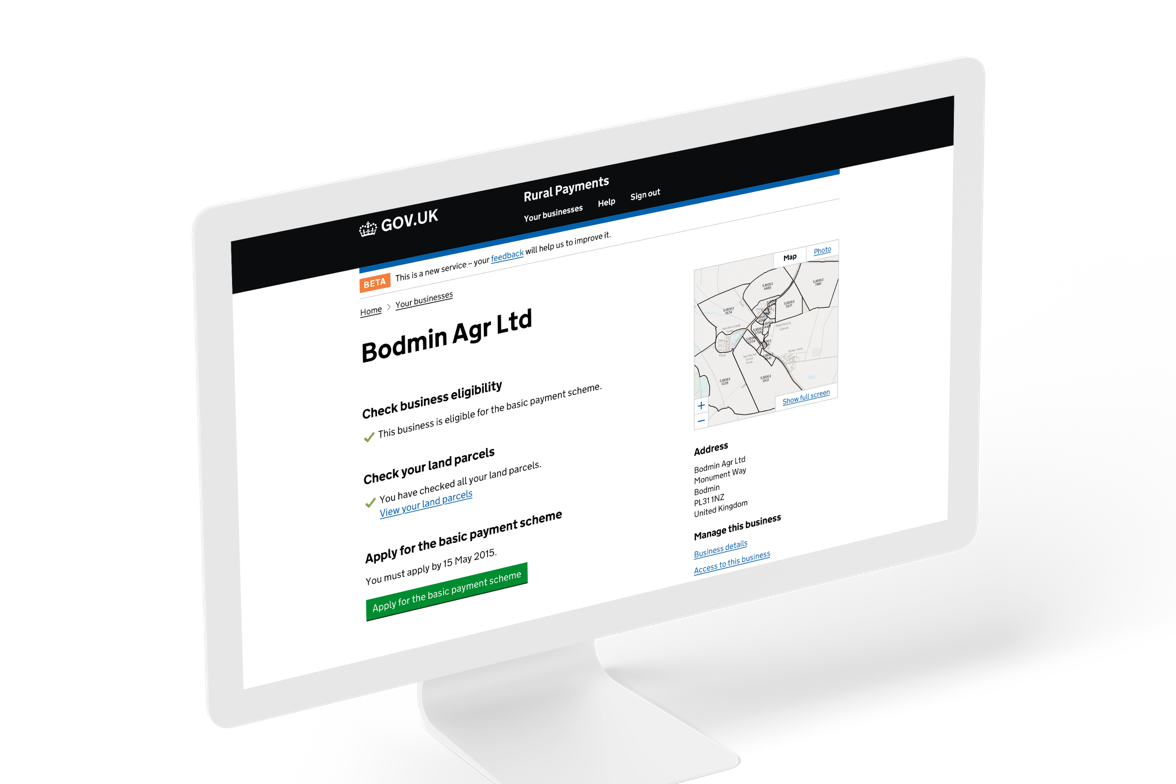 GOV.UK
Rural Payments
Your businesses Help Sign out
BETA This is a new service – your feedback will help us to improve it.
Home > Your businesses
Bodmin Agr Ltd
Check business eligibility
This business is eligible for the basic payment scheme.
Check your land parcels
You have checked all your land parcels.
View your land parcels
Apply for the basic payment scheme
You must apply by 15 May 2015.
Apply for the basic payment scheme
Map Photo
+
−
Show full screen
Address
Bodmin Agr Ltd
Monument Way
Bodmin
PL31 1NZ
United Kingdom
Manage this business
Business details
Access to this business